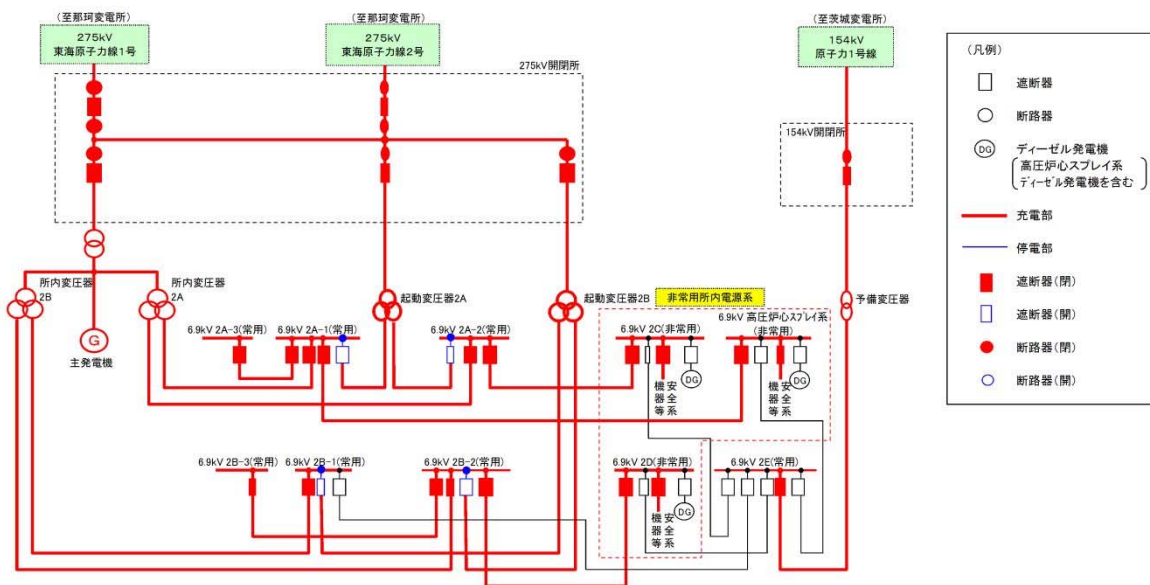 (至那珂変電所)
275kV
東海原子力線1号
(至那珂変電所)
275kV
東海原子力線2号
(至茨城変電所)
154kV
原子力1号線
275kV開閉所
154kV開閉所
所内変圧器
2B
所内変圧器
2A
G
主発電機
起動変圧器2A
起動変圧器2B
非常用所内電源系
予備変圧器
6.9kV 2A-3(常用)
6.9kV 2A-1(常用)
6.9kV 2A-2(常用)
6.9kV 2C(非常用)
6.9kV 高圧炉心スプレイ系
(非常用)
DG
安全系
機器等
DG
安全系
機器等
6.9kV 2B-3(常用)
6.9kV 2B-1(常用)
6.9kV 2B-2(常用)
6.9kV 2D(非常用)
6.9kV 2E(常用)
DG
安全系
機器等
(凡例)
遮断器
断路器
DG
ディーゼル発電機
高圧炉心スプレイ系
ディーゼル発電機を含む
充電部
停電部
遮断器(閉)
遮断器(開)
断路器(閉)
断路器(開)